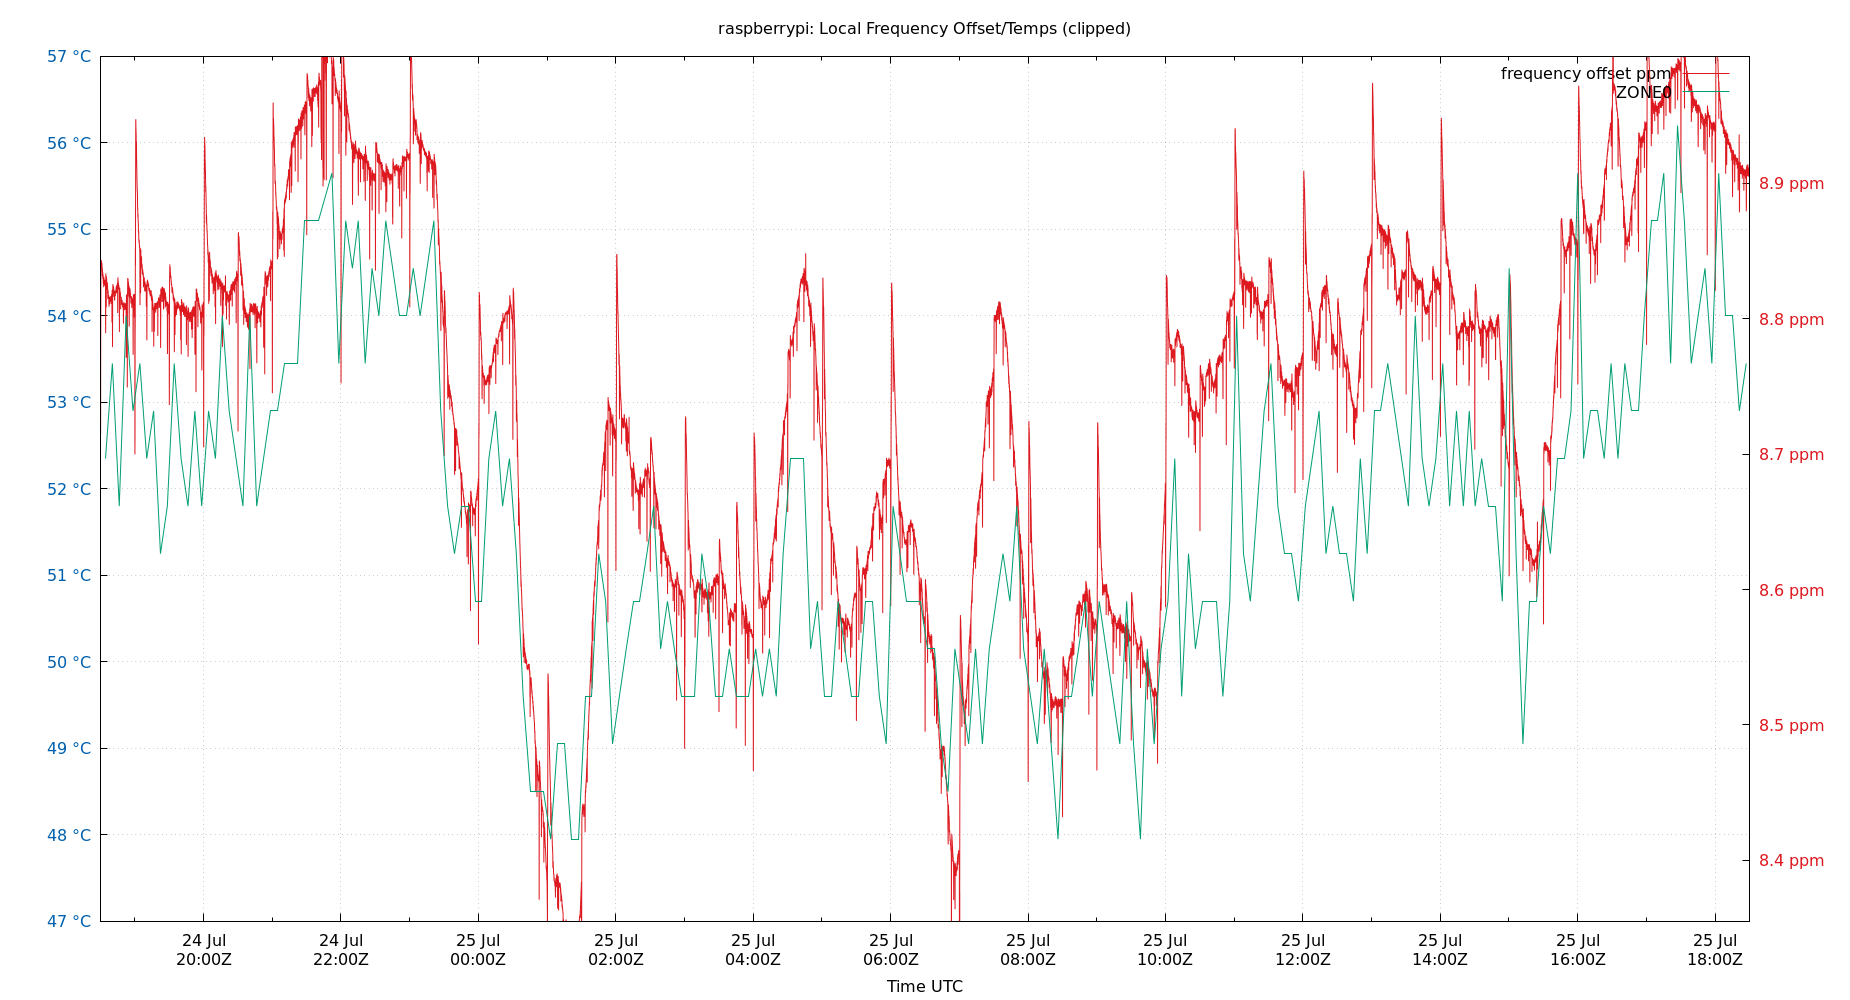 raspberrypi: Local Frequency Offset/Temps (clipped)
57 °C
56 °C
55 °C
54 °C
53 °C
52 °C
51 °C
50 °C
49 °C
48 °C
47 °C
frequency offset ppm
ZONE0
8.9 ppm
8.8 ppm
8.7 ppm
8.6 ppm
8.5 ppm
8.4 ppm
24 Jul
20:00Z
24 Jul
22:00Z
25 Jul
00:00Z
25 Jul
02:00Z
25 Jul
04:00Z
25 Jul
06:00Z
25 Jul
08:00Z
25 Jul
10:00Z
25 Jul
12:00Z
25 Jul
14:00Z
25 Jul
16:00Z
25 Jul
18:00Z
Time UTC